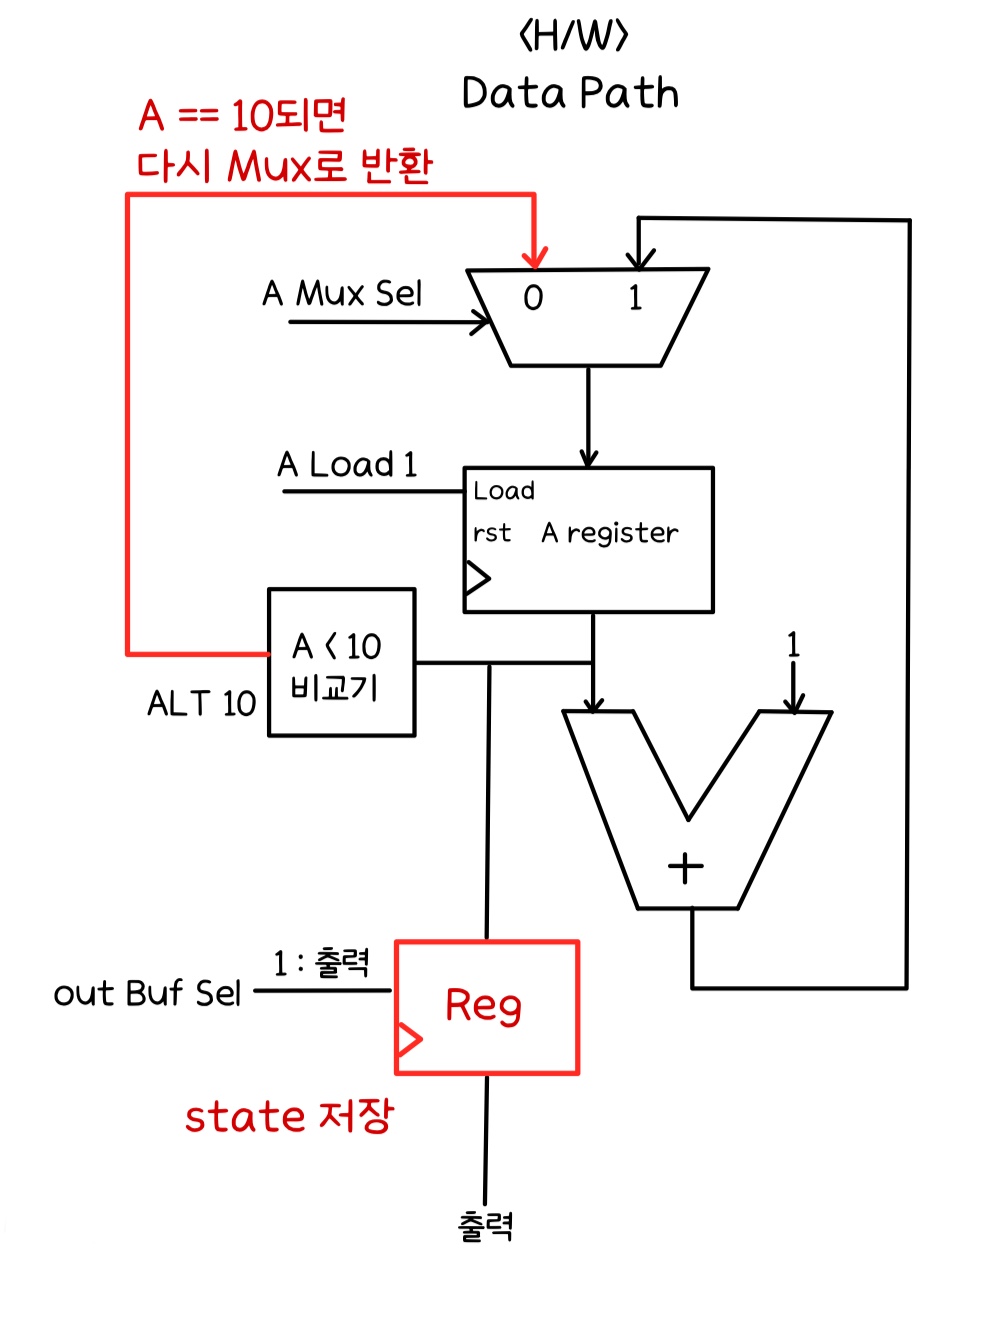 <H/W>
Data Path
A == 10되면
다시 Mux로 반환
A Mux Sel
0
1
A Load 1
Load
rst A register
A < 10
비교기
ALT 10
1
+
1 : 출력
out Buf Sel
Reg
state 저장
출력